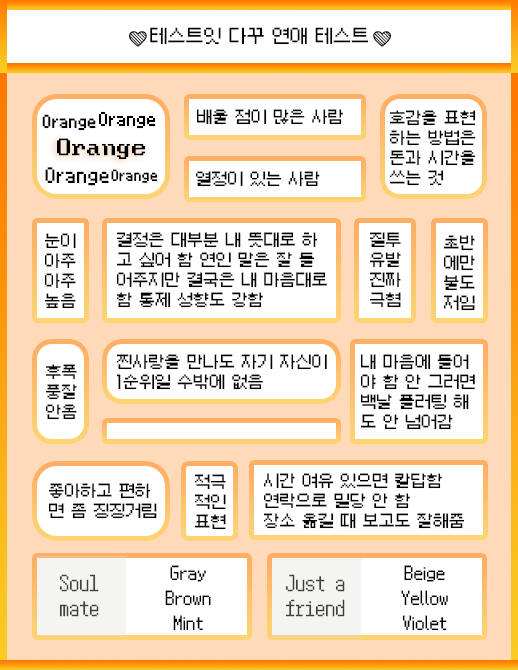 테스트잇 다꾸 연애 테스트
Orange Orange
Orange
Orange Orange
배울 점이 많은 사람
열정이 있는 사람
호감을 표현
하는 방법은
돈과 시간을
쓰는 것
눈이
아주
아주
높음
결정은 대부분 내 뜻대로 하
고 싶어 함 연인 말은 잘 들
어주지만 결국은 내 마음대로
함 통제 성향도 강함
질투
유발
진짜
극혐
초반
에만
불도
저임
후폭
풍잘
안옴
찐사랑을 만나도 자기 자신이
1순위일 수밖에 없음
내 마음에 들어
야 함 안 그러면
백날 플러팅 해
도 안 넘어감
좋아하고 편하
면 좀 징징거림
적극
적인
표현
시간 여유 있으면 칼답함
연락으로 밀당 안 함
장소 옮길 때 보고도 잘해줌
Soul
mate
Gray
Brown
Mint
Just a
friend
Beige
Yellow
Violet